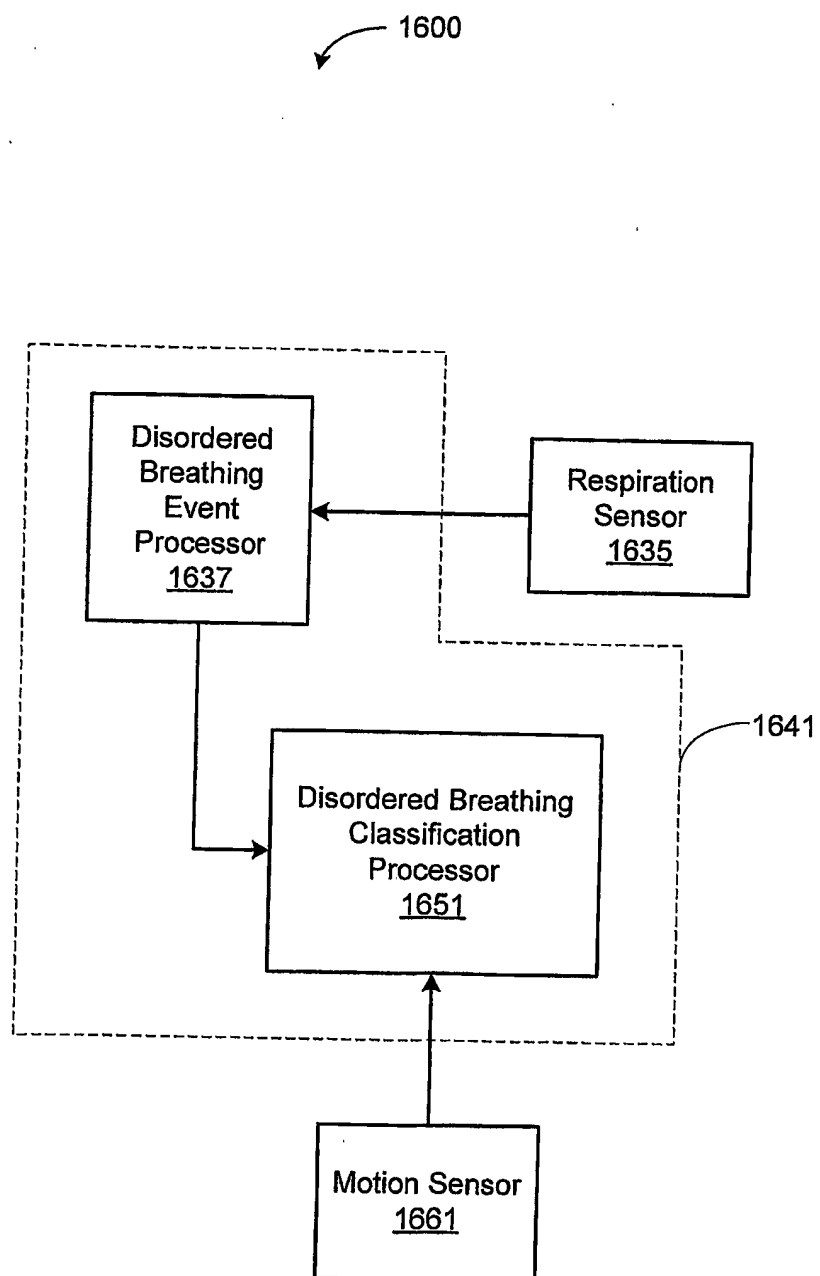 1600
Disordered
Breathing
Event
Processor
1637
Respiration
Sensor
1635
1641
Disordered Breathing
Classification
Processor
1651
Motion Sensor
1661